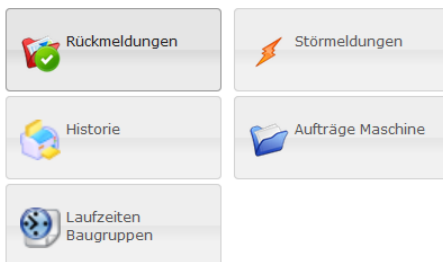 Rückmeldungen
Störmeldungen
Historie
Aufträge Maschine
Laufzeiten
Baugruppen